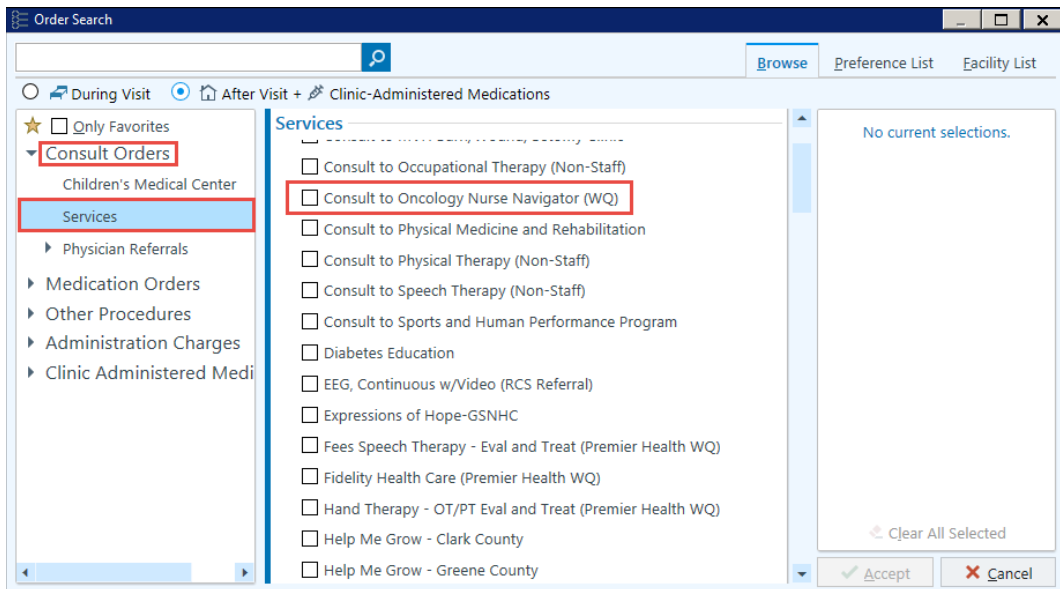 Order Search
Browse Preference List Facility List
During Visit After Visit + Clinic-Administered Medications
Only Favorites
Consult Orders
Children's Medical Center
Services
Physician Referrals
Medication Orders
Other Procedures
Administration Charges
Clinic Administered Medi
Services
Consult to Occupational Therapy (Non-Staff)
Consult to Oncology Nurse Navigator (WQ)
Consult to Physical Medicine and Rehabilitation
Consult to Physical Therapy (Non-Staff)
Consult to Speech Therapy (Non-Staff)
Consult to Sports and Human Performance Program
Diabetes Education
EEG, Continuous w/Video (RCS Referral)
Expressions of Hope-GSNHC
Fees Speech Therapy - Eval and Treat (Premier Health WQ)
Fidelity Health Care (Premier Health WQ)
Hand Therapy - OT/PT Eval and Treat (Premier Health WQ)
Help Me Grow - Clark County
Help Me Grow - Greene County
No current selections.
Clear All Selected
Accept Cancel